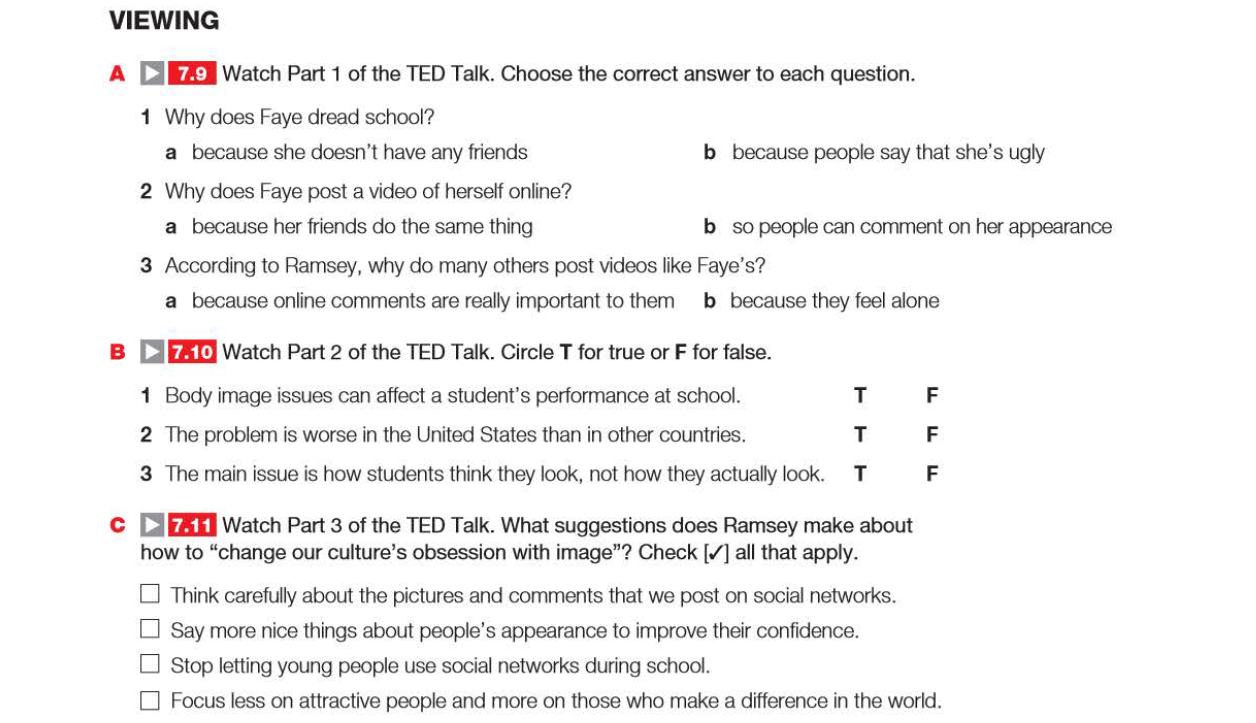 VIEWING
A 7.9 Watch Part 1 of the TED Talk. Choose the correct answer to each question.
1 Why does Faye dread school?
a because she doesn't have any friends b because people say that she's ugly
2 Why does Faye post a video of herself online?
a because her friends do the same thing b so people can comment on her appearance
3 According to Ramsey, why do many others post videos like Faye's?
a because online comments are really important to them b because they feel alone
B 7.10 Watch Part 2 of the TED Talk. Circle T for true or F for false.
1 Body image issues can affect a student's performance at school. T F
2 The problem is worse in the United States than in other countries. T F
3 The main issue is how students think they look, not how they actually look. T F
C 7.11 Watch Part 3 of the TED Talk. What suggestions does Ramsey make about
how to “change our culture's obsession with image”? Check [✓] all that apply.
☐ Think carefully about the pictures and comments that we post on social networks.
☐ Say more nice things about people's appearance to improve their confidence.
☐ Stop letting young people use social networks during school.
☐ Focus less on attractive people and more on those who make a difference in the world.